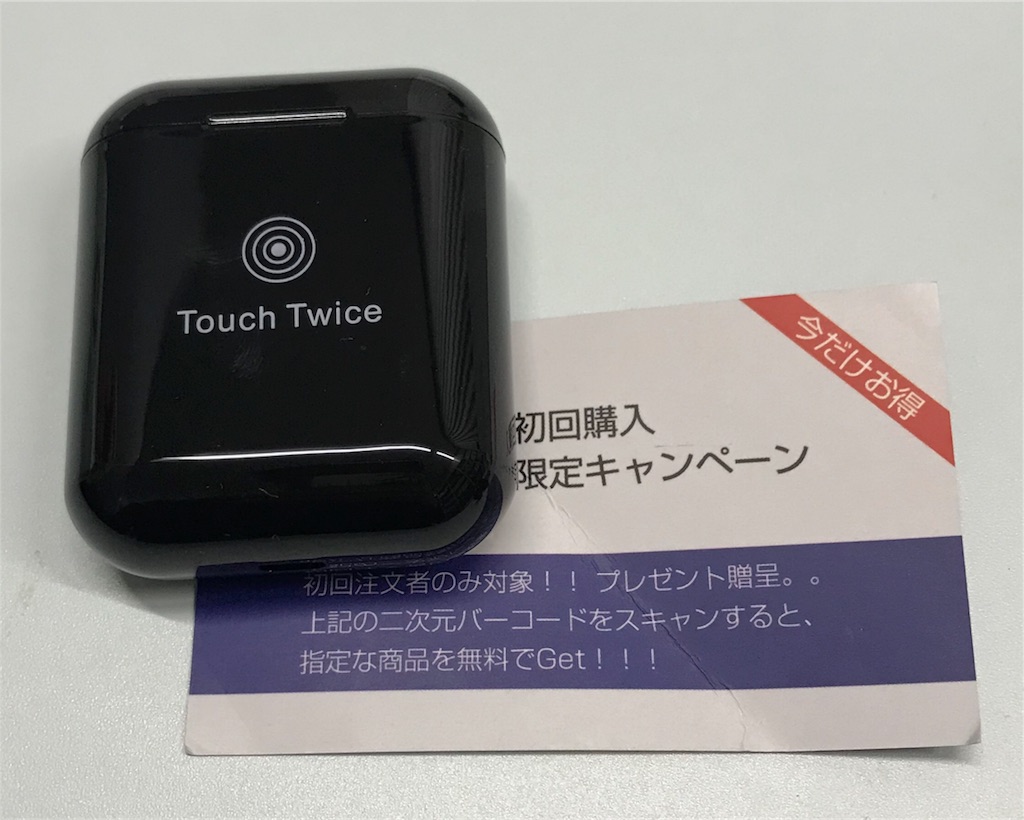 Touch Twice
今だけお得
初回購入
限定キャンペーン
初回注文者のみ対象！！ プレゼント贈呈。。
上記の二次元バーコードをスキャンすると、
指定な商品を無料でGet！！！